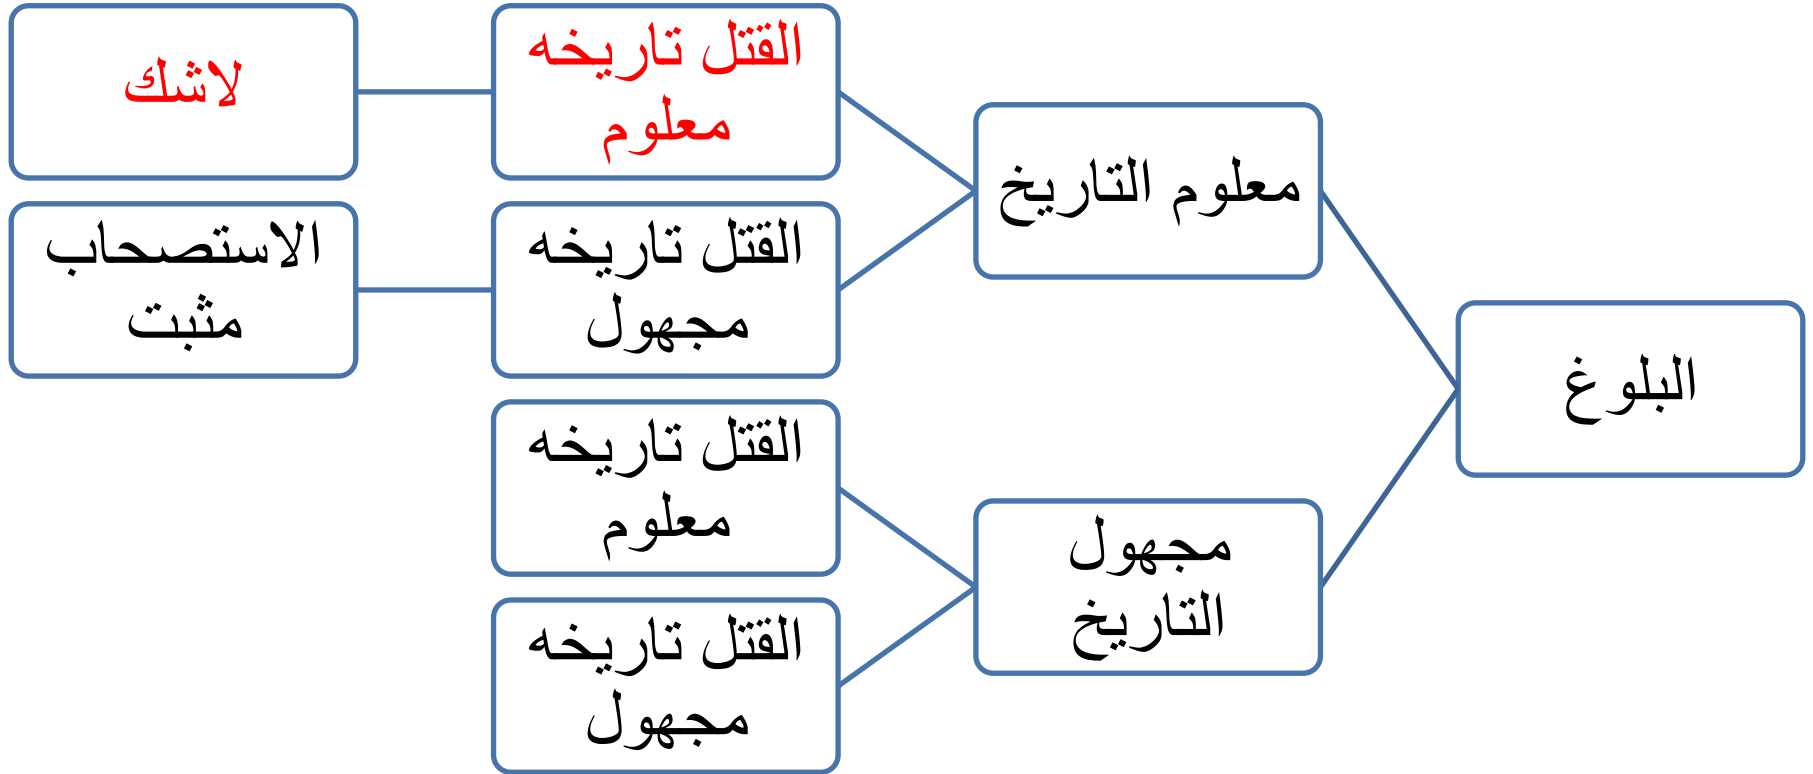 البلوغ
معلوم التاريخ
القتل تاريخه
معلوم
لاشك
القتل تاريخه
مجهول
الاستصحاب
مثبت
مجهول
التاريخ
القتل تاريخه
معلوم
القتل تاريخه
مجهول